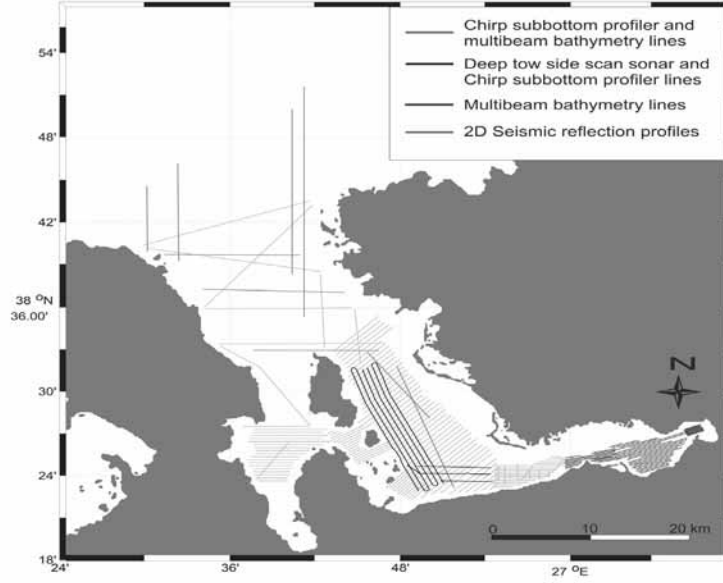 Chirp subbottom profiler and
multibeam bathymetry lines
Deep tow side scan sonar and
Chirp subbottom profiler lines
Multibeam bathymetry lines
2D Seismic reflection profiles
54'
48'
42'
38 °N
36.00'
30'
24'
18'
N
0 10 20 km
24' 36' 48' 27 °E